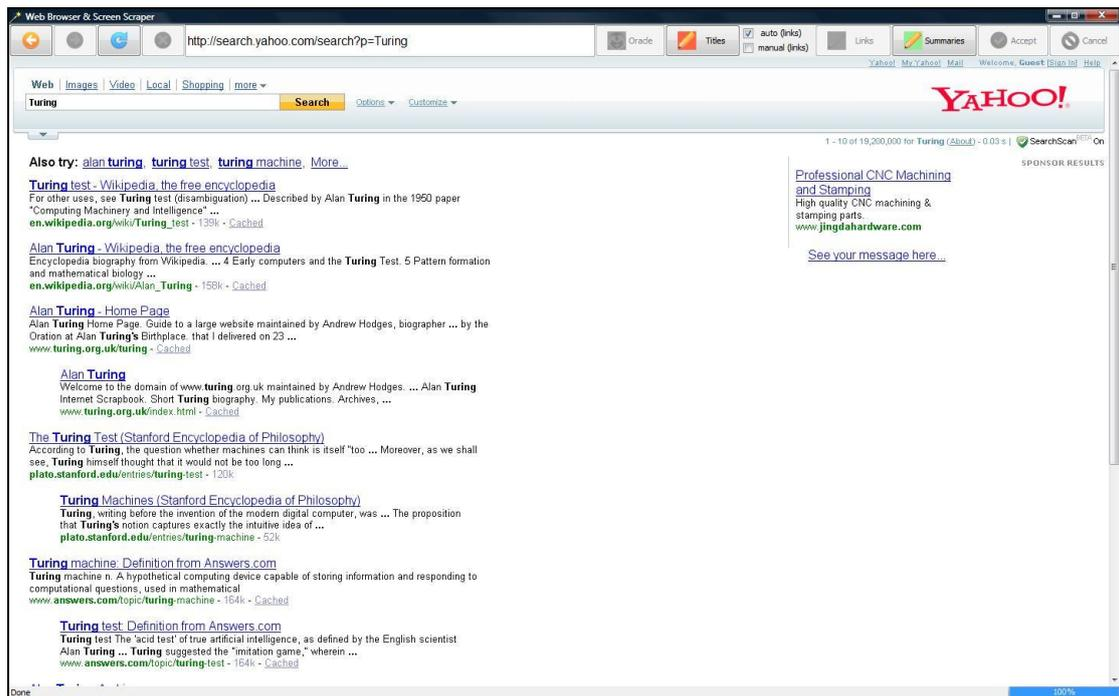 Web Browser & Screen Scraper
http://search.yahoo.com/search?p=Turing
Oracle
Titles
auto (links)
manual (links)
Links
Summaries
Accept
Cancel
Yahoo! My Yahoo! Mail Welcome, Guest [Sign In] Help
Web | Images | Video | Local | Shopping | more
Turing
Search
Options
Customize
YAHOO!
1 - 10 of 19,200,000 for Turing (About) - 0.03 s | SearchScan BETA On
Also try: alan turing, turing test, turing machine, More...
SPONSOR RESULTS
Turing test - Wikipedia, the free encyclopedia
For other uses, see Turing test (disambiguation) ... Described by Alan Turing in the 1950 paper
"Computing Machinery and Intelligence" ...
en.wikipedia.org/wiki/Turing_test - 139k - Cached
Alan Turing - Wikipedia, the free encyclopedia
Encyclopedia biography from Wikipedia. ... 4 Early computers and the Turing Test. 5 Pattern formation
and mathematical biology ...
en.wikipedia.org/wiki/Alan_Turing - 158k - Cached
Alan Turing - Home Page
Alan Turing Home Page. Guide to a large website maintained by Andrew Hodges, biographer ... by the
Oration at Alan Turing's Birthplace. that I delivered on 23 ...
www.turing.org.uk/turing - Cached
Alan Turing
Welcome to the domain of www.turing.org.uk maintained by Andrew Hodges. ... Alan Turing
Internet Scrapbook. Short Turing biography. My publications. Archives, ...
www.turing.org.uk/index.html - Cached
The Turing Test (Stanford Encyclopedia of Philosophy)
According to Turing, the question whether machines can think is itself "too ... Moreover, as we shall
see, Turing himself thought that it would not be too long ...
plato.stanford.edu/entries/turing-test - 120k
Turing Machines (Stanford Encyclopedia of Philosophy)
Turing, writing before the invention of the modern digital computer, was ... The proposition
that Turing's notion captures exactly the intuitive idea of ...
plato.stanford.edu/entries/turing-machine - 52k
Turing machine: Definition from Answers.com
Turing machine n. A hypothetical computing device capable of storing information and responding to
computational questions, used in mathematical
www.answers.com/topic/turing-machine - 164k - Cached
Turing test: Definition from Answers.com
Turing test The 'acid test' of true artificial intelligence, as defined by the English scientist
Alan Turing ... Turing suggested the "imitation game," wherein ...
www.answers.com/topic/turing-test - 164k - Cached
Professional CNC Machining
and Stamping
High quality CNC machining &
stamping parts.
www.jingdahardware.com
See your message here...
Done
100%